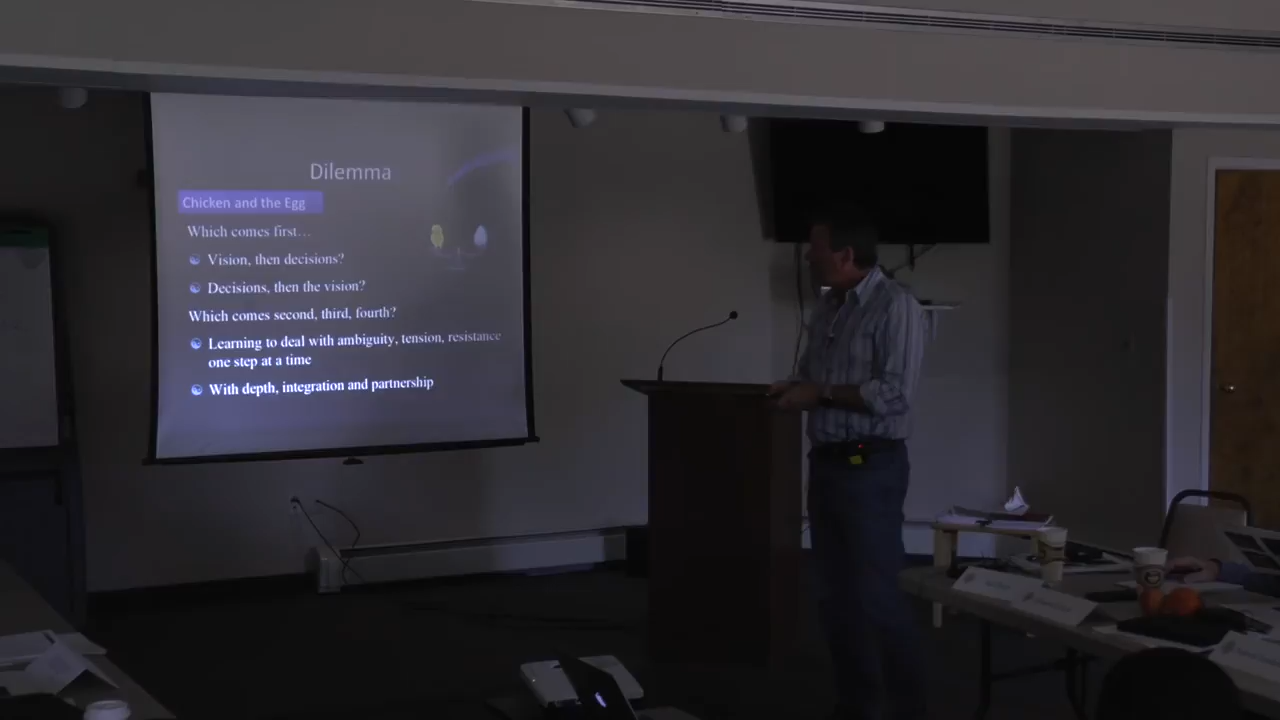 Dilemma
Chicken and the Egg
Which comes first...
Vision, then decisions?
Decisions, then the vision?
Which comes second, third, fourth?
Learning to deal with ambiguity, tension, resistance
one step at a time
With depth, integration and partnership